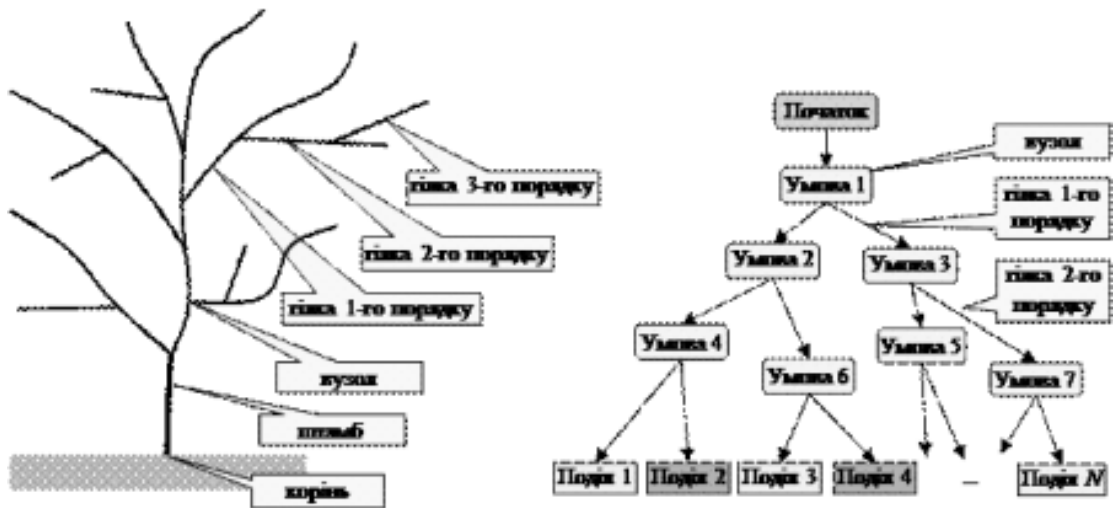 гілка 3-го порядку
гілка 2-го порядку
гілка 1-го порядку
вузол
штамб
корінь
Початок
вузол
Умова 1
гілка 1-го
порядку
Умова 2
Умова 3
гілка 2-го
порядку
Умова 4
Умова 5
Умова 6
Умова 7
Подія 1
Подія 2
Подія 3
Подія 4
...
Подія N